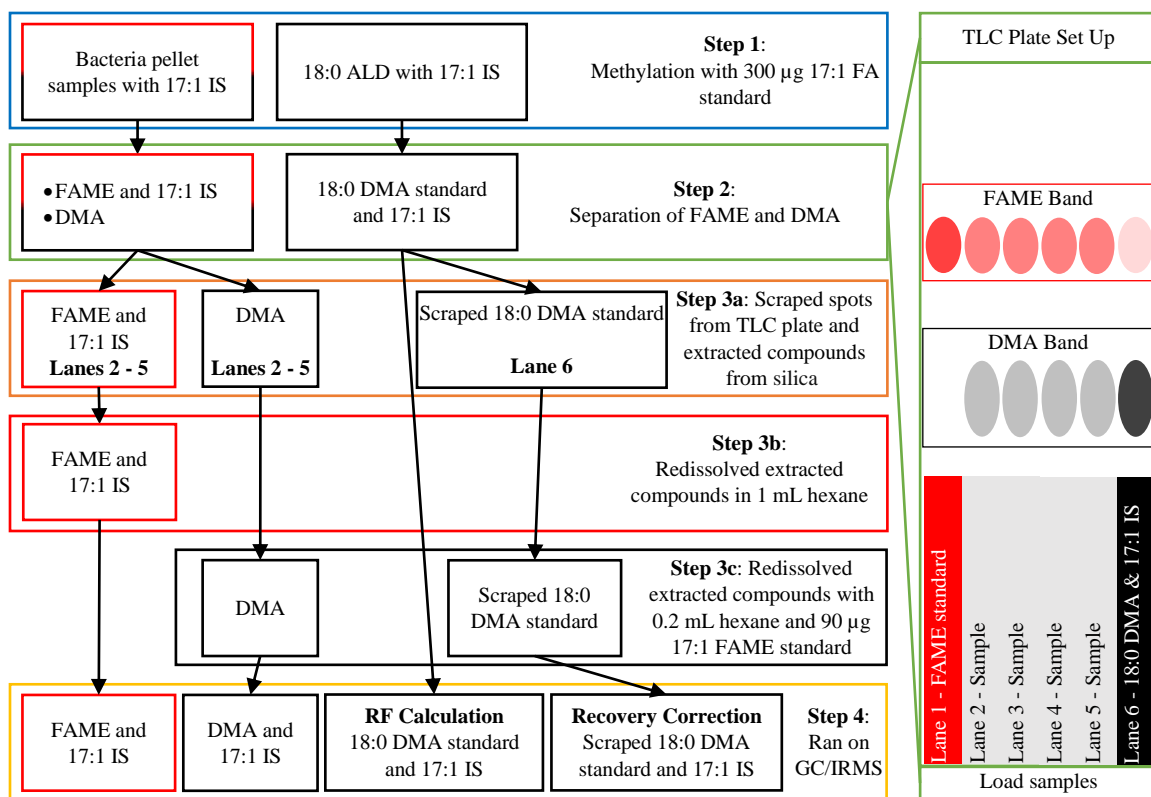 Bacteria pellet
samples with 17:1 IS
18:0 ALD with 17:1 IS
Step 1:
Methylation with 300 µg 17:1 FA
standard
•FAME and 17:1 IS
•DMA
18:0 DMA standard
and 17:1 IS
Step 2:
Separation of FAME and DMA
FAME and
17:1 IS
Lanes 2 - 5
DMA
Lanes 2 - 5
Scraped 18:0 DMA standard
Lane 6
Step 3a: Scraped spots
from TLC plate and
extracted compounds
from silica
FAME and
17:1 IS
Step 3b:
Redissolved extracted
compounds in 1 mL hexane
DMA
Scraped 18:0
DMA standard
Step 3c: Redissolved
extracted compounds with
0.2 mL hexane and 90 µg
17:1 FAME standard
FAME and
17:1 IS
DMA and
17:1 IS
RF Calculation
18:0 DMA standard
and 17:1 IS
Recovery Correction
Scraped 18:0 DMA
standard and 17:1 IS
Step 4:
Ran on
GC/IRMS
TLC Plate Set Up
FAME Band
DMA Band
Lane 1 - FAME standard
Lane 2 - Sample
Lane 3 - Sample
Lane 4 - Sample
Lane 5 - Sample
Lane 6 - 18:0 DMA & 17:1 IS
Load samples